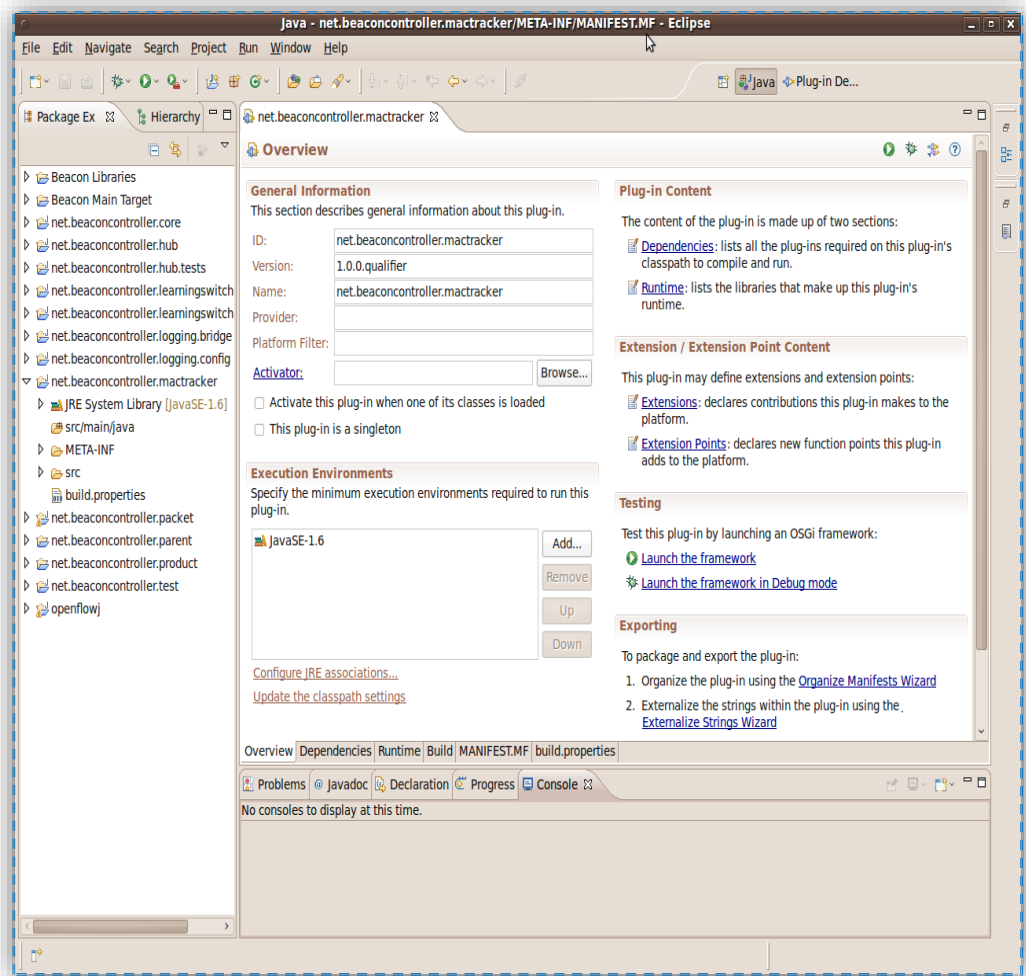 Java - net.beaconcontroller.mactracker/META-INF/MANIFEST.MF - Eclipse
File Edit Navigate Search Project Run Window Help
Java Plug-in De...
Package Ex Hierarchy
Beacon Libraries
Beacon Main Target
net.beaconcontroller.core
net.beaconcontroller.hub
net.beaconcontroller.hub.tests
net.beaconcontroller.learningswitch
net.beaconcontroller.learningswitch
net.beaconcontroller.logging.bridge
net.beaconcontroller.logging.config
net.beaconcontroller.mactracker
JRE System Library [JavaSE-1.6]
src/main/java
META-INF
src
build.properties
net.beaconcontroller.packet
net.beaconcontroller.parent
net.beaconcontroller.product
net.beaconcontroller.test
openflowj
net.beaconcontroller.mactracker
Overview
General Information
This section describes general information about this plug-in.
ID: net.beaconcontroller.mactracker
Version: 1.0.0.qualifier
Name: net.beaconcontroller.mactracker
Provider:
Platform Filter:
Activator: Browse...
Activate this plug-in when one of its classes is loaded
This plug-in is a singleton
Execution Environments
Specify the minimum execution environments required to run this
plug-in.
JavaSE-1.6
Add...
Remove
Up
Down
Configure JRE associations...
Update the classpath settings
Plug-in Content
The content of the plug-in is made up of two sections:
Dependencies: lists all the plug-ins required on this plug-in's
classpath to compile and run.
Runtime: lists the libraries that make up this plug-in's
runtime.
Extension / Extension Point Content
This plug-in may define extensions and extension points:
Extensions: declares contributions this plug-in makes to the
platform.
Extension Points: declares new function points this plug-in
adds to the platform.
Testing
Test this plug-in by launching an OSGi framework:
Launch the framework
Launch the framework in Debug mode
Exporting
To package and export the plug-in:
1. Organize the plug-in using the Organize Manifests Wizard
2. Externalize the strings within the plug-in using the
Externalize Strings Wizard
Overview Dependencies Runtime Build MANIFEST.MF build.properties
Problems @ Javadoc Declaration Progress Console
No consoles to display at this time.